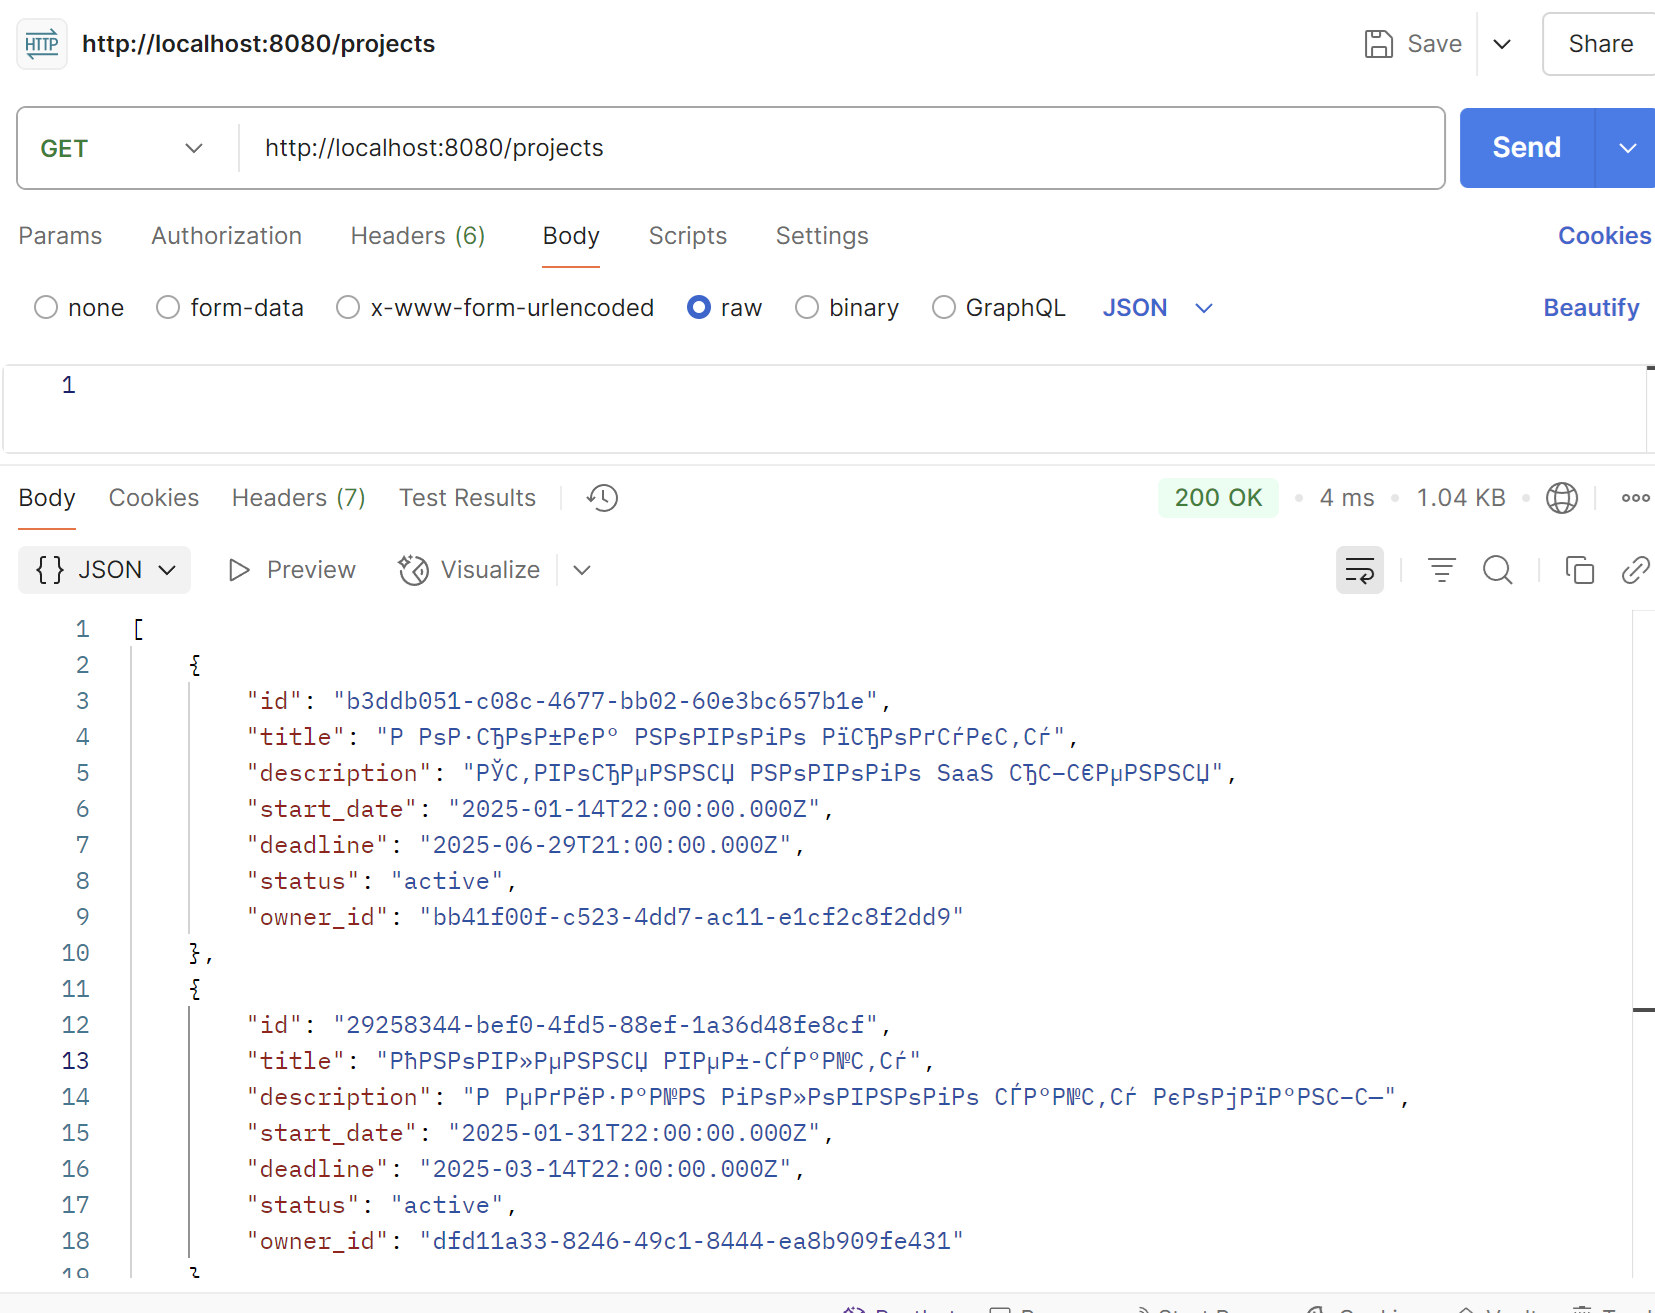 HTTP http://localhost:8080/projects Save Share
GET http://localhost:8080/projects Send
Params Authorization Headers (6) Body Scripts Settings Cookies
none form-data x-www-form-urlencoded raw binary GraphQL JSON Beautify
1
Body Cookies Headers (7) Test Results 200 OK • 4 ms • 1.04 KB •
{} JSON Preview Visualize
1 [
2 {
3 "id": "b3ddb051-c08c-4677-bb02-60e3bc657b1e",
4 "title": "Р РѕР·СЂРѕР±РєР° РЅРѕРІРѕРіРѕ РїСЂРѕРґСѓРєС‚Сѓ",
5 "description": "РЎС‚РІРѕСЂРµРЅРЅСЏ РЅРѕРІРѕРіРѕ SaaS СЂС–С€РµРЅРЅСЏ",
6 "start_date": "2025-01-14T22:00:00.000Z",
7 "deadline": "2025-06-29T21:00:00.000Z",
8 "status": "active",
9 "owner_id": "bb41f00f-c523-4dd7-ac11-e1cf2c8f2dd9"
10 },
11 {
12 "id": "29258344-bef0-4fd5-88ef-1a36d48fe8cf",
13 "title": "РћРЅРѕРІР»РµРЅРЅСЏ РІРµР±-СЃР°Р№С‚Сѓ",
14 "description": "Р РµРґРёР·Р°Р№РЅ РіРѕР»РѕРІРЅРѕРіРѕ СЃР°Р№С‚Сѓ РєРѕРјРїР°РЅС–С—",
15 "start_date": "2025-01-31T22:00:00.000Z",
16 "deadline": "2025-03-14T22:00:00.000Z",
17 "status": "active",
18 "owner_id": "dfd11a33-8246-49c1-8444-ea8b909fe431"
19 }